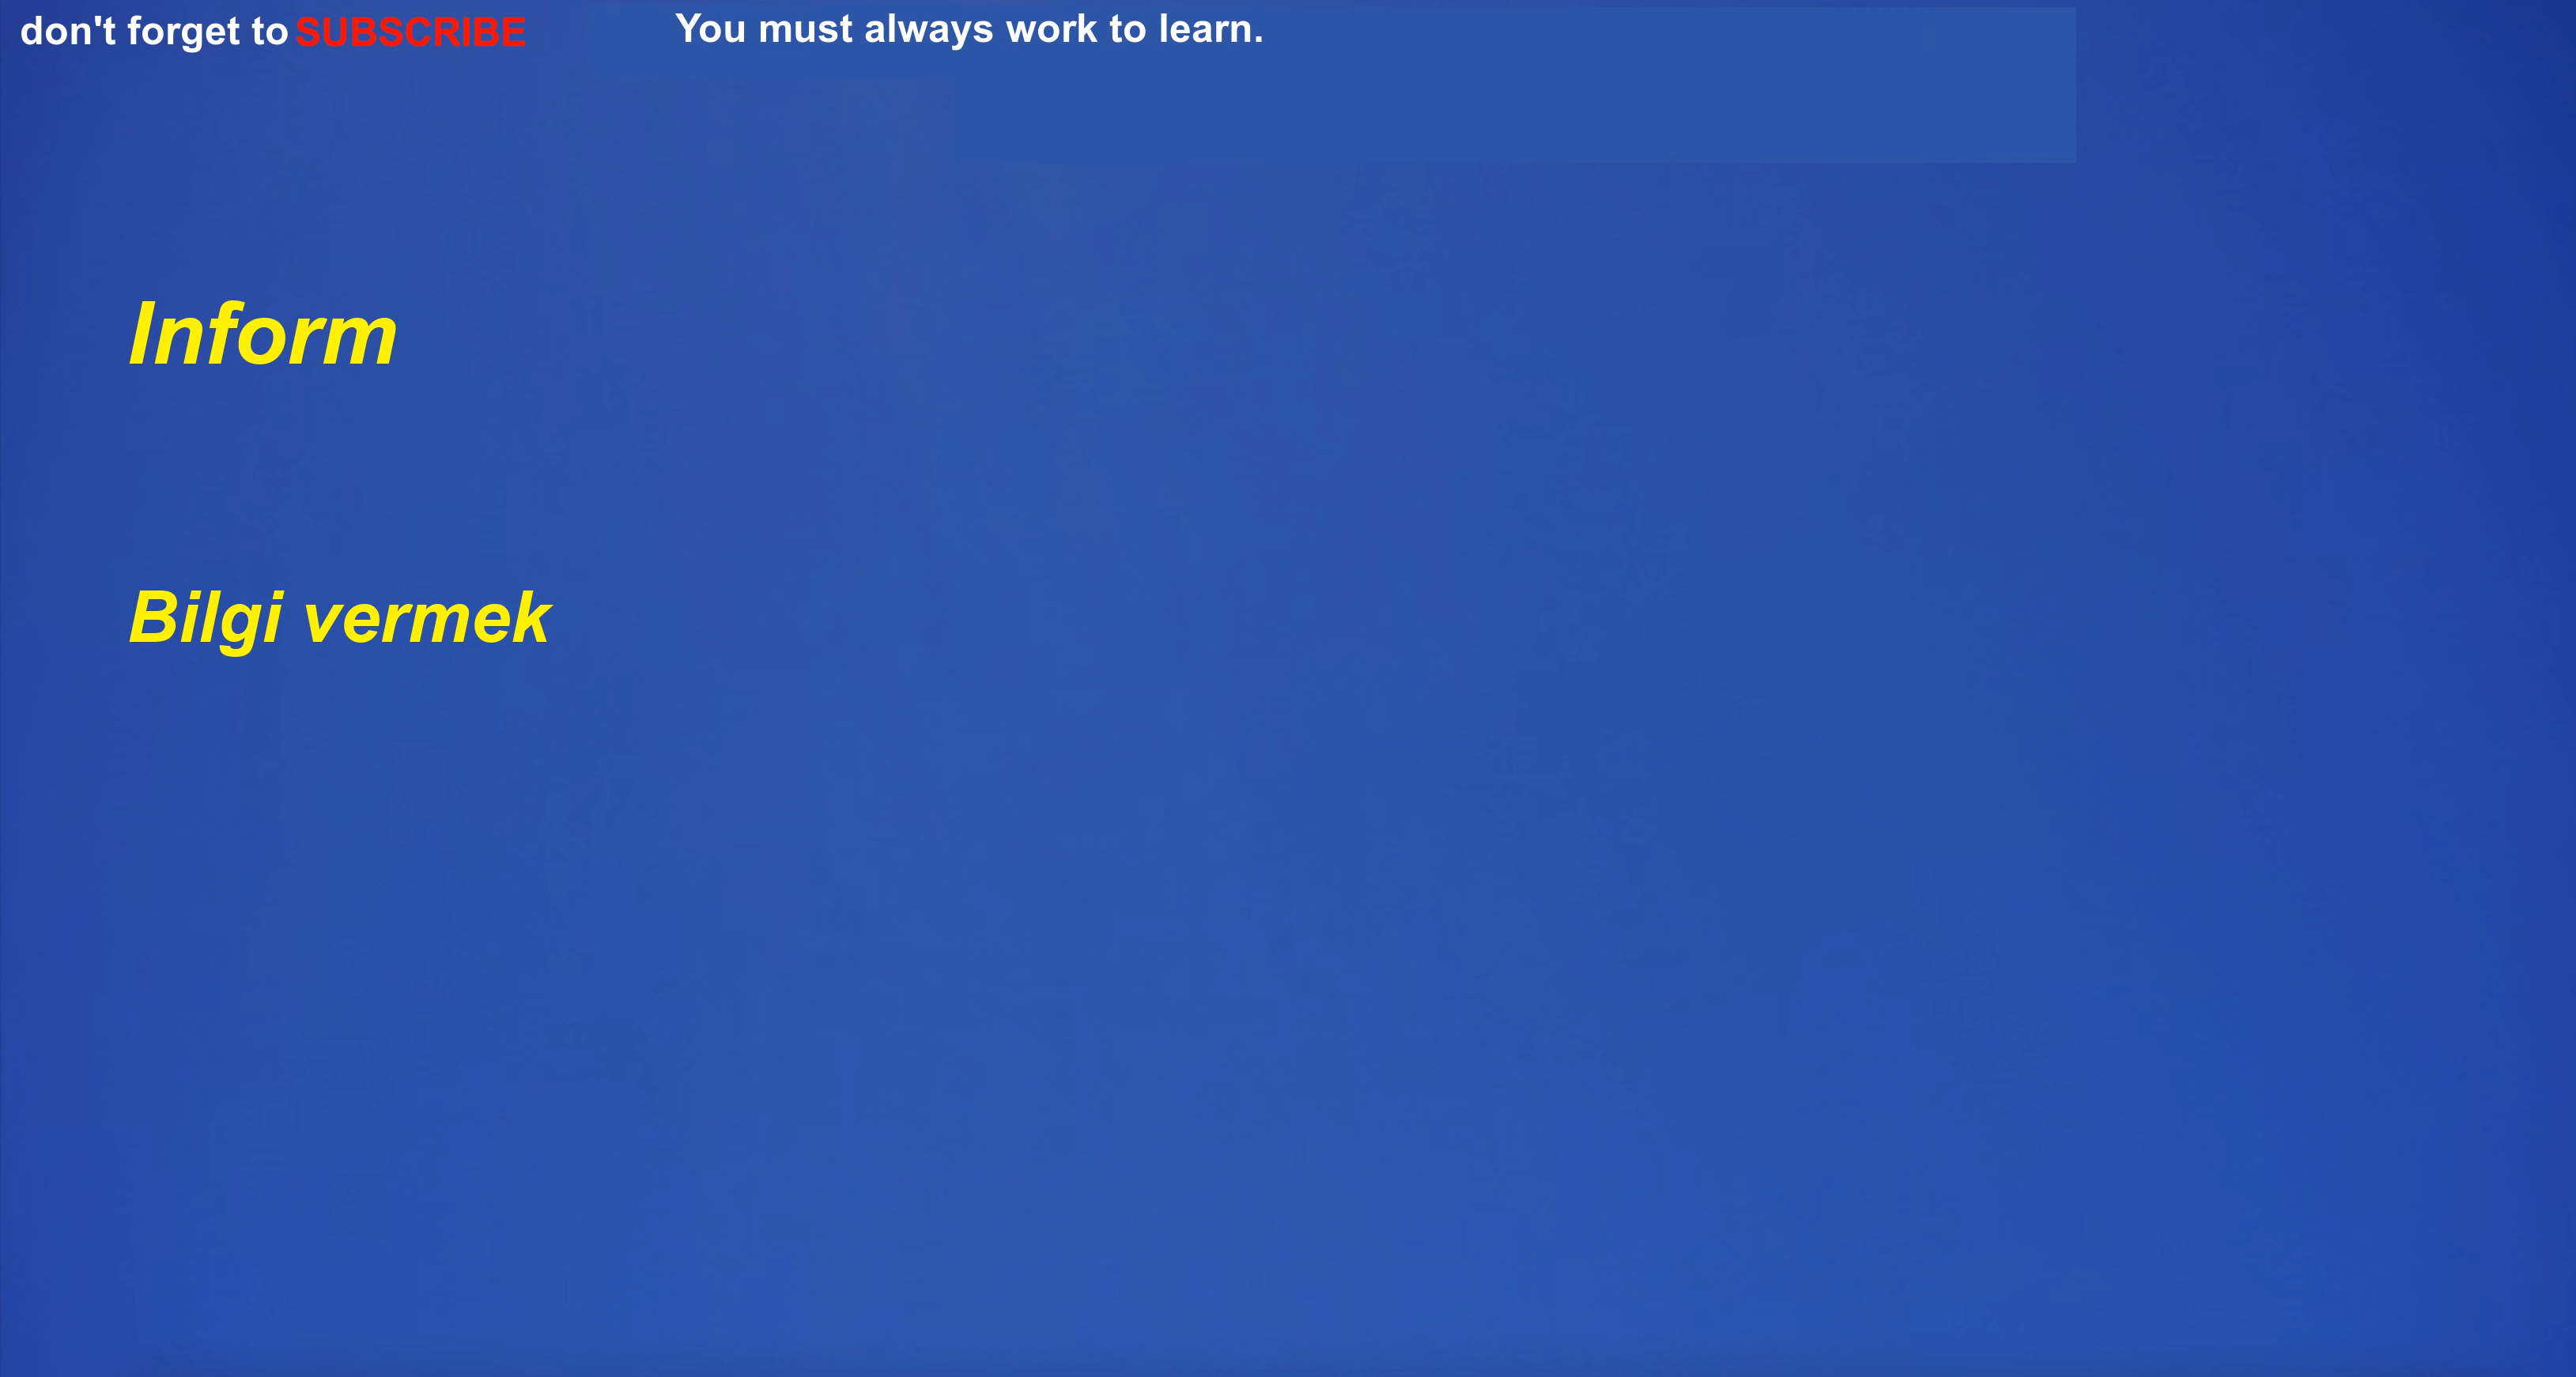 don't forget to SUBSCRIBE
You must always work to learn.
Inform
Bilgi vermek